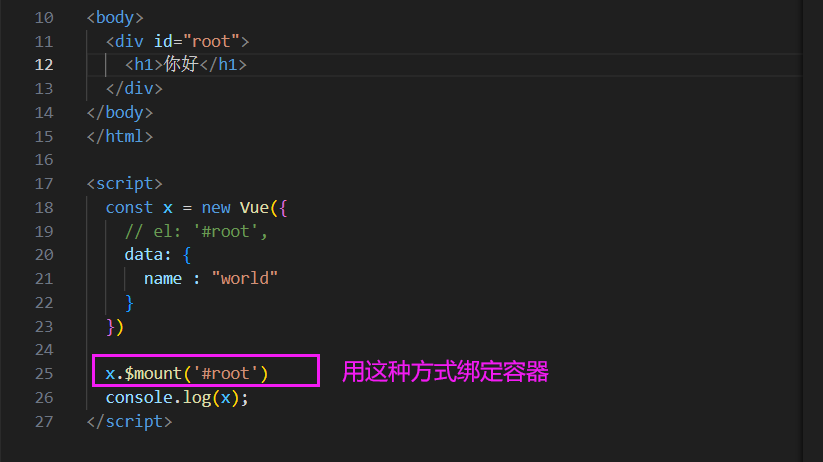 10 <body>
11   <div id="root">
12     <h1>你好</h1>
13   </div>
14 </body>
15 </html>
16
17 <script>
18   const x = new Vue({
19     // el: '#root',
20     data: {
21       name : "world"
22     }
23   })
24
25   x.$mount('#root') 用这种方式绑定容器
26   console.log(x);
27 </script>